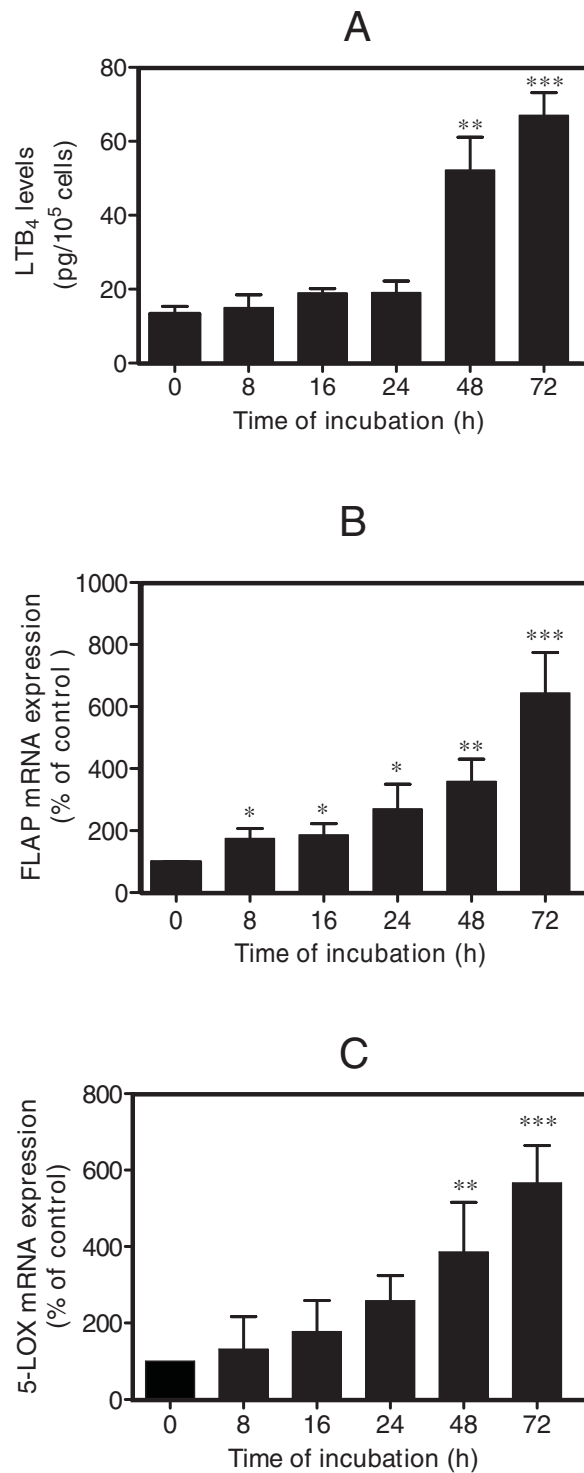 A
80
60
40
20
0
LTB₄ levels
(pg/10⁵ cells)
**
***
0 8 16 24 48 72
Time of incubation (h)
B
1000
800
600
400
200
0
FLAP mRNA expression
(% of control)
*
*
*
**
***
0 8 16 24 48 72
Time of incubation (h)
C
800
600
400
200
0
5-LOX mRNA expression
(% of control)
**
***
0 8 16 24 48 72
Time of incubation (h)